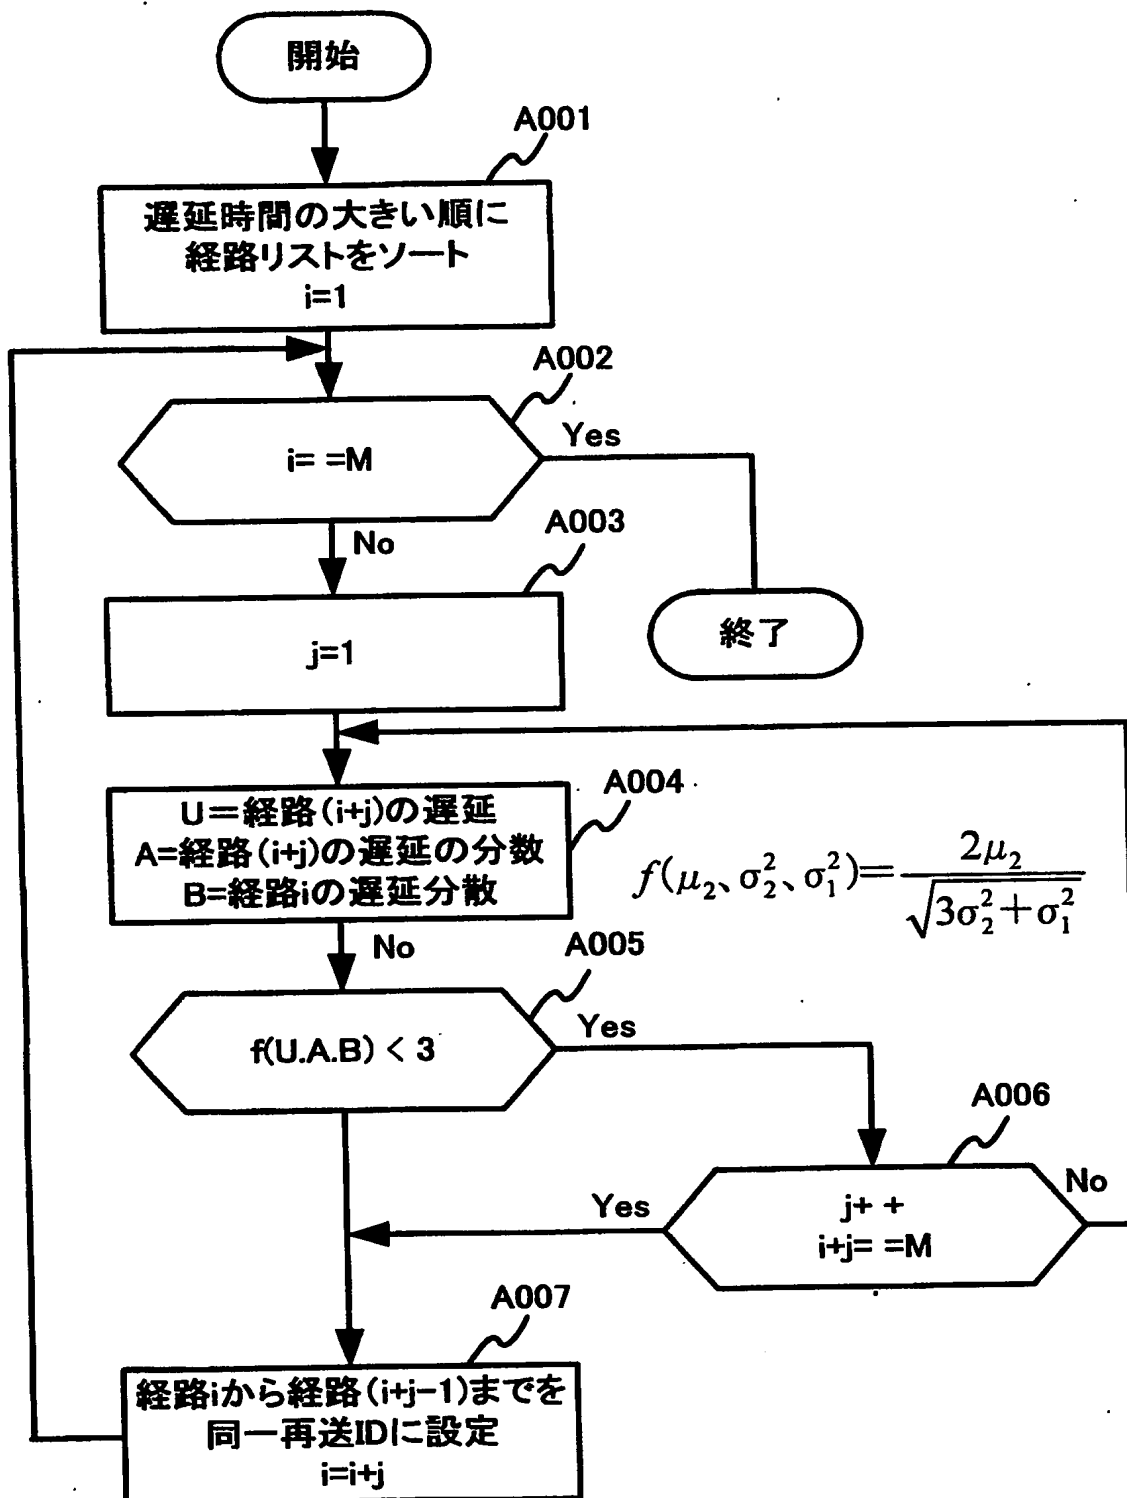 開始
A001
遅延時間の大きい順に
経路リストをソート
i=1
A002
i= =M
Yes
No
A003
j=1
終了
A004
U=経路(i+j)の遅延
A=経路(i+j)の遅延の分数
B=経路iの遅延分散
f(μ₂、σ₂²、σ₁²)=2μ₂/√(3σ₂²+σ₁²)
No
A005
f(U.A.B) < 3
Yes
A006
j+ +
i+j= =M
Yes
No
A007
経路iから経路(i+j-1)までを
同一再送IDに設定
i=i+j